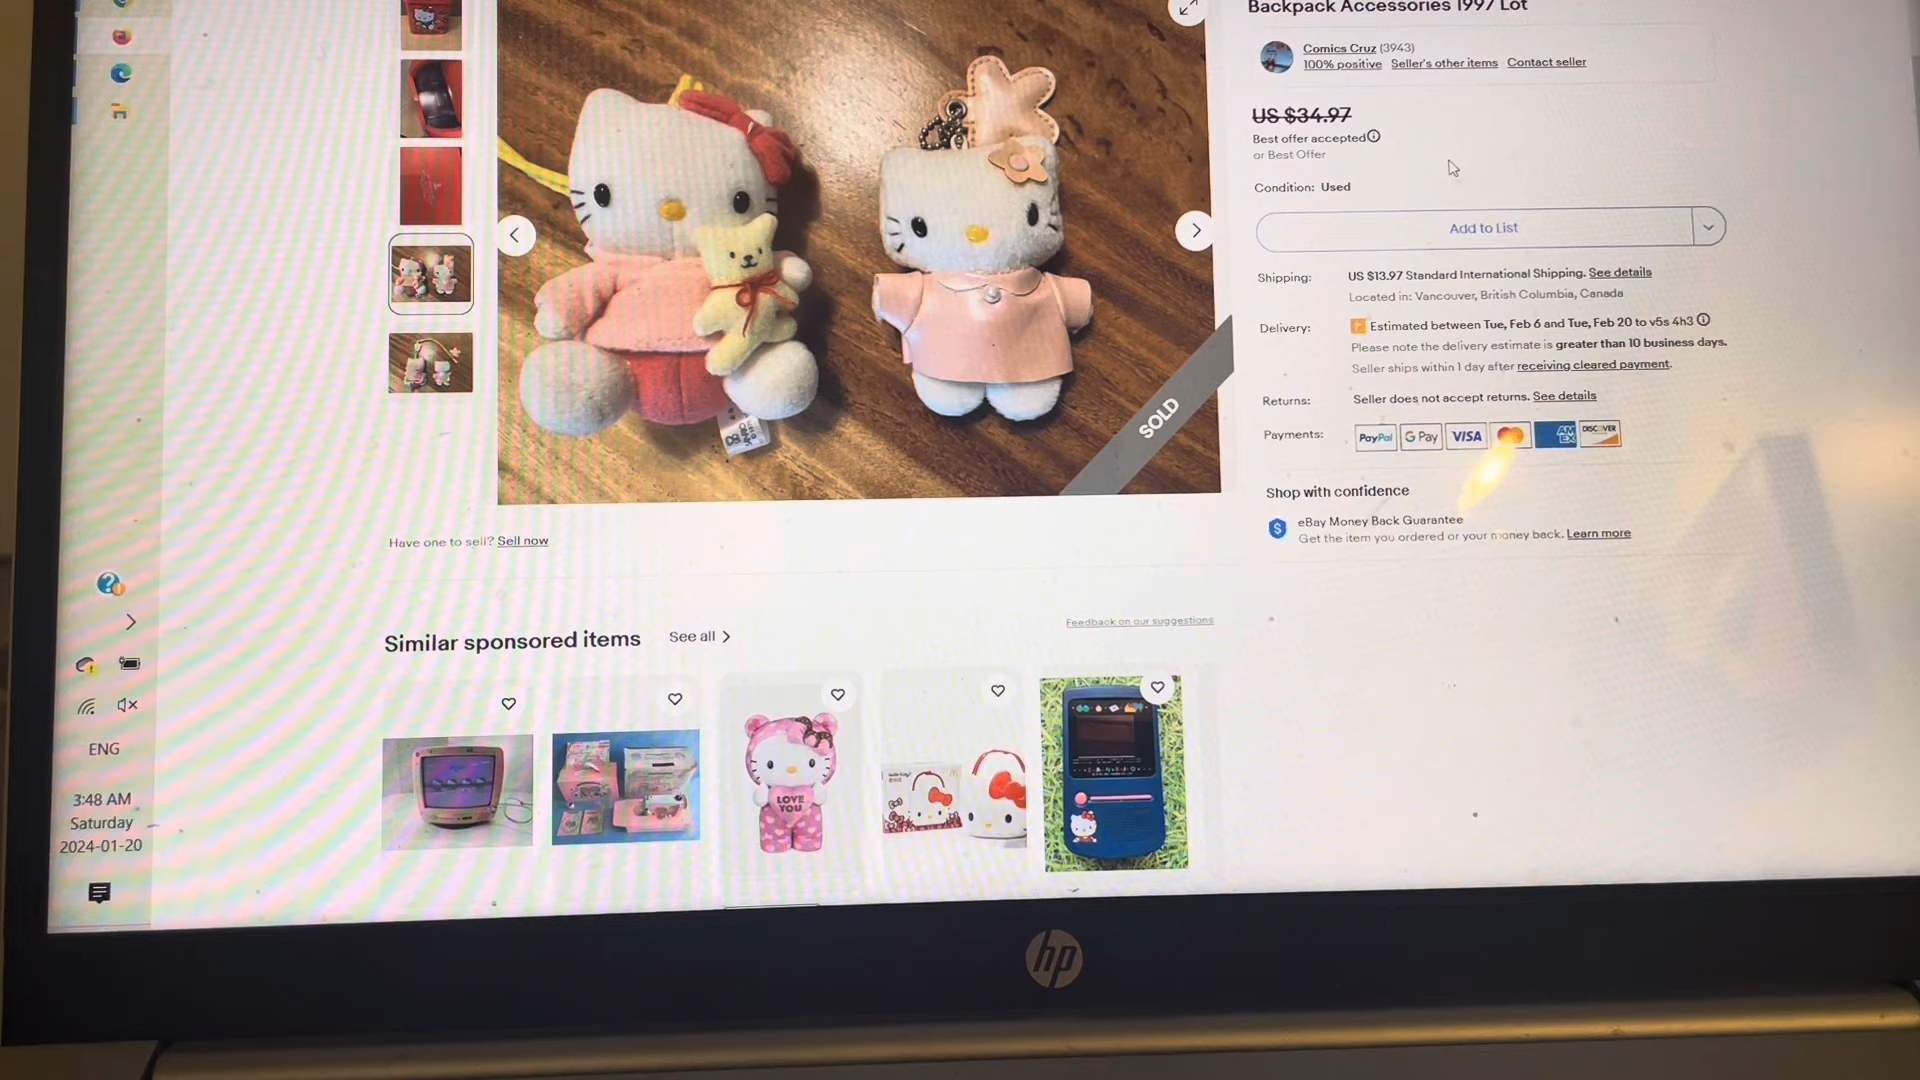 Backpack Accessories 1997 Lot
Comics Cruz (3943)
100% positive Seller's other items Contact seller
US $34.97
Best offer accepted
or Best Offer
Condition: Used
Add to List
Shipping: US $13.97 Standard International Shipping. See details
Located in: Vancouver, British Columbia, Canada
Delivery: Estimated between Tue, Feb 6 and Tue, Feb 20 to v5s 4h3
Please note the delivery estimate is greater than 10 business days.
Seller ships within 1 day after receiving cleared payment.
Returns: Seller does not accept returns. See details
Payments: PayPal G Pay VISA AMEX DISCOVER
Shop with confidence
eBay Money Back Guarantee
Get the item you ordered or your money back. Learn more
SOLD
Have one to sell? Sell now
Similar sponsored items See all
Feedback on our suggestions
LOVE
YOU
ENG
3:48 AM
Saturday
2024-01-20
hp